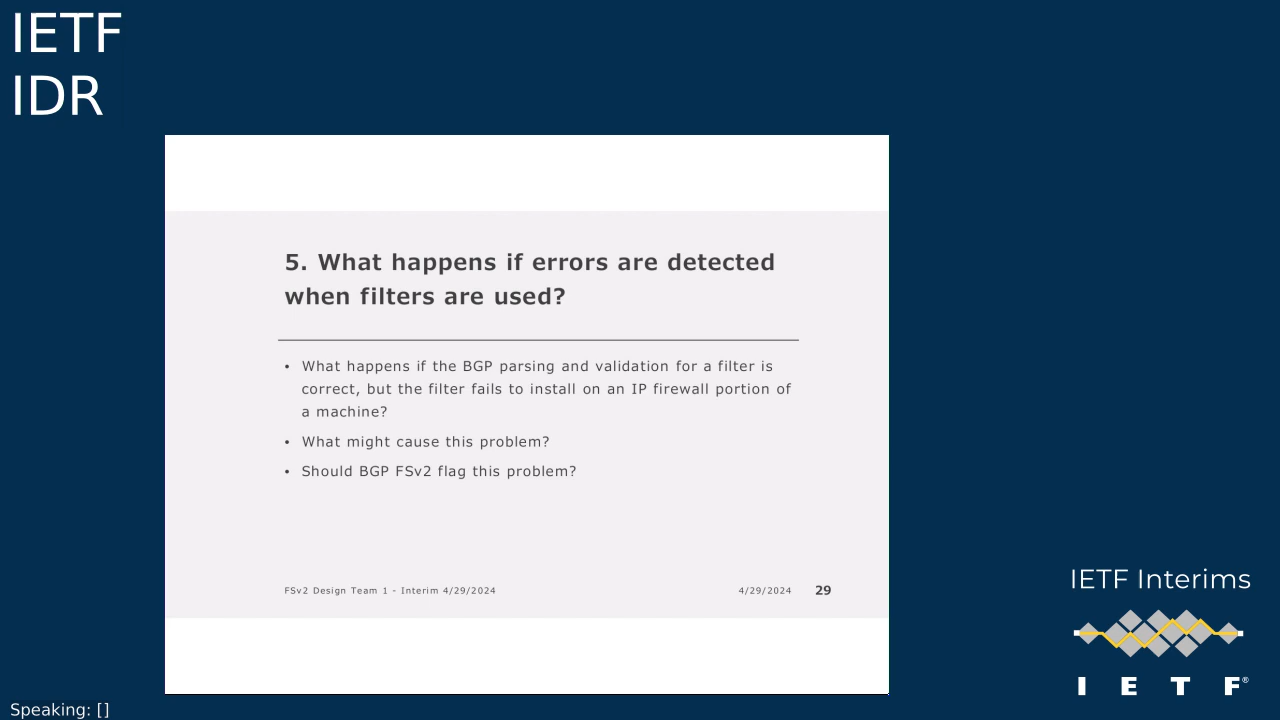 IETF
IDR
5. What happens if errors are detected
when filters are used?
• What happens if the BGP parsing and validation for a filter is
correct, but the filter fails to install on an IP firewall portion of
a machine?
• What might cause this problem?
• Should BGP FSv2 flag this problem?
FSv2 Design Team 1 - Interim 4/29/2024
4/29/2024
29
IETF Interims
I E T F®
Speaking: []